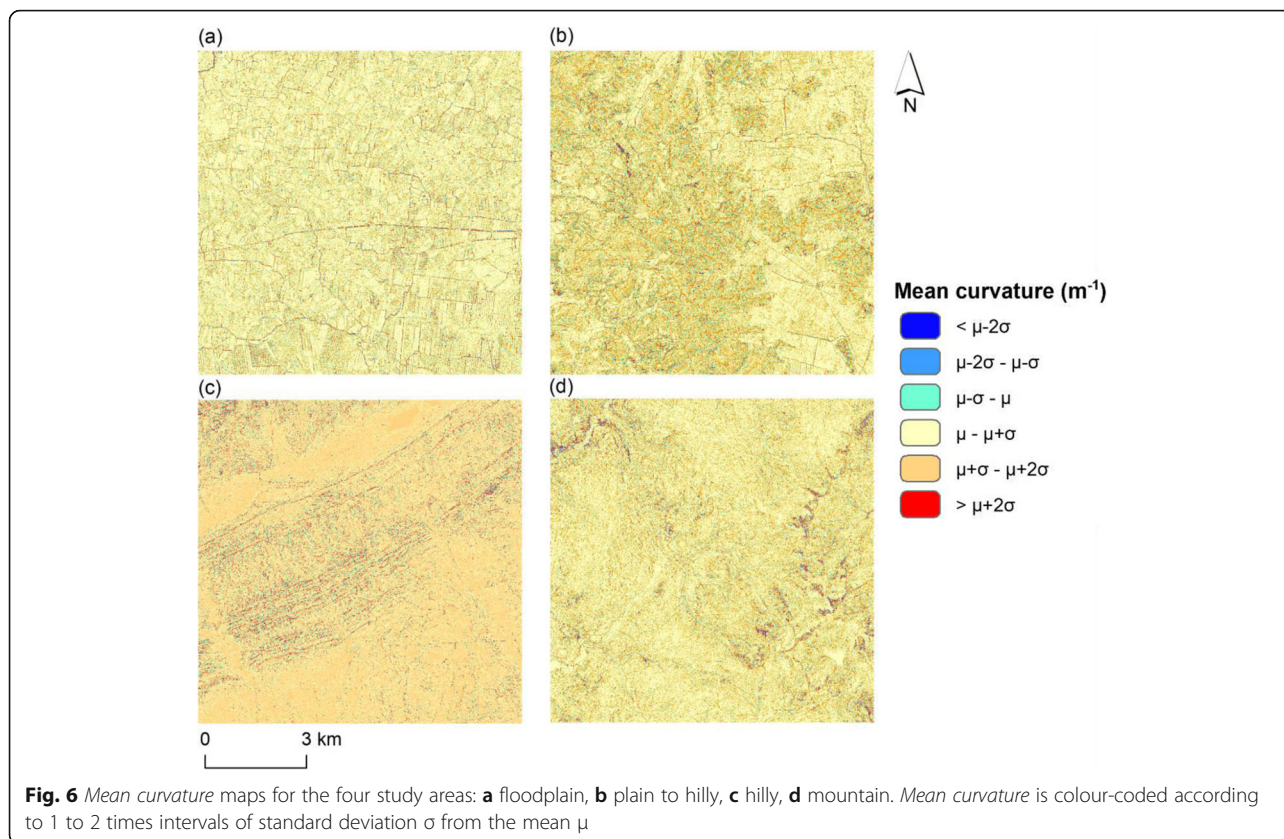 (a)
(b)
N
Mean curvature (m⁻¹)
< μ-2σ
μ-2σ - μ-σ
μ-σ - μ
μ - μ+σ
μ+σ - μ+2σ
> μ+2σ
(c)
(d)
0 3 km
Fig. 6 Mean curvature maps for the four study areas: a floodplain, b plain to hilly, c hilly, d mountain. Mean curvature is colour-coded according
to 1 to 2 times intervals of standard deviation σ from the mean μ